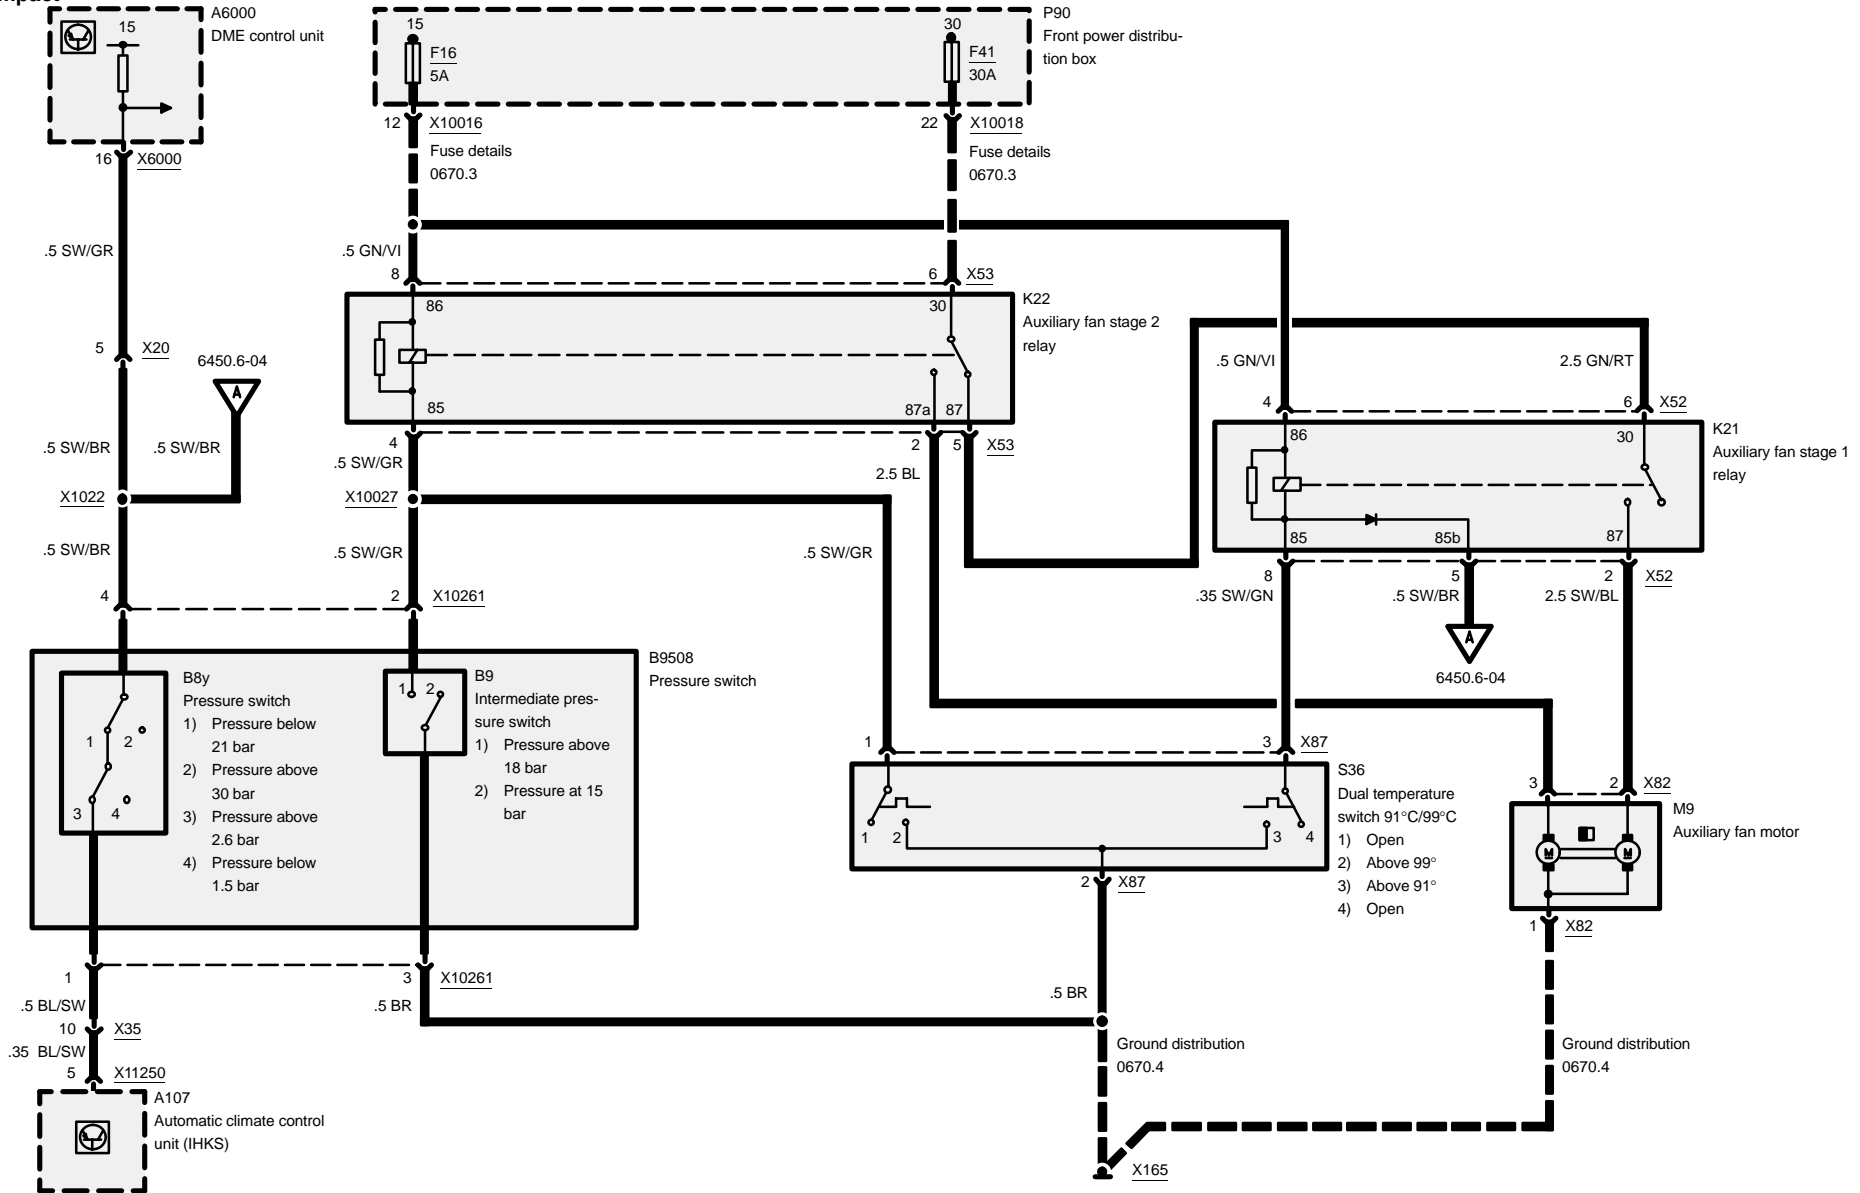 A6000
DME control unit
15
16 X6000
.5 SW/GR
5 X20
6450.6-04
A
.5 SW/BR
.5 SW/BR
X1022
.5 SW/BR
4
P90
Front power distribu-
tion box
15
F16
5A
30
F41
30A
12 X10016
Fuse details
0670.3
22 X10018
Fuse details
0670.3
.5 GN/VI
8
6 X53
86
30
K22
Auxiliary fan stage 2
relay
85
87a 87
4
2 5 X53
.5 SW/GR
2.5 BL
X10027
.5 SW/GR
.5 SW/GR
2 X10261
.5 GN/VI
2.5 GN/RT
4
6 X52
86
30
K21
Auxiliary fan stage 1
relay
85
85b
87
8
5
2 X52
.35 SW/GN
.5 SW/BR
2.5 SW/BL
A
6450.6-04
B9508
Pressure switch
B8y
Pressure switch
1) Pressure below
21 bar
2) Pressure above
30 bar
3) Pressure above
2.6 bar
4) Pressure below
1.5 bar
1 2
3 4
B9
Intermediate pres-
sure switch
1) Pressure above
18 bar
2) Pressure at 15
bar
1 2
1
3 X87
S36
Dual temperature
switch 91°C/99°C
1) Open
2) Above 99°
3) Above 91°
4) Open
1 2
3 4
2 X87
3
2 X82
M9
Auxiliary fan motor
M M
1 X82
1
3 X10261
.5 BL/SW
.5 BR
10 X35
.35 BL/SW
5 X11250
A107
Automatic climate control
unit (IHKS)
.5 BR
Ground distribution
0670.4
Ground distribution
0670.4
X165